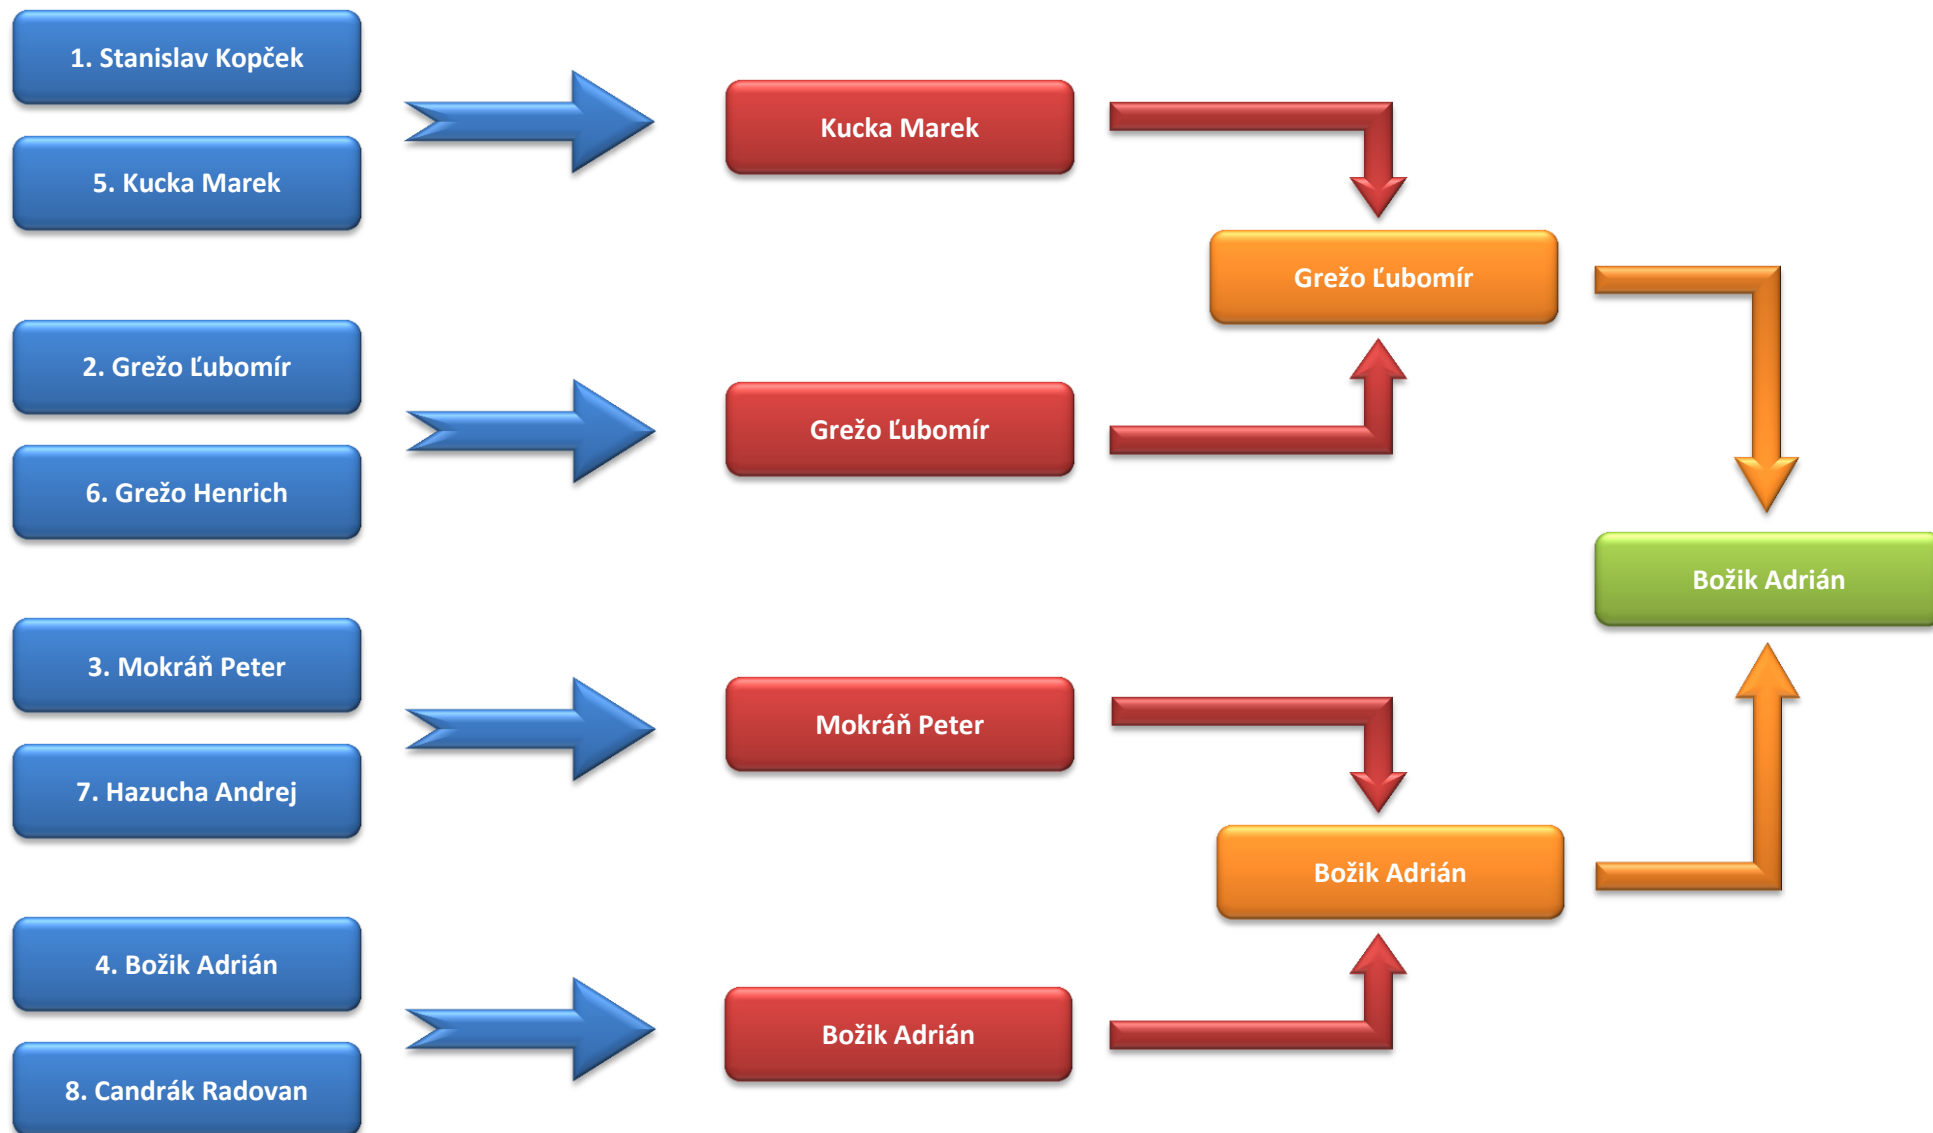 1. Stanislav Kopček
5. Kucka Marek
Kucka Marek
2. Grežo Ľubomír
6. Grežo Henrich
Grežo Ľubomír
Grežo Ľubomír
3. Mokráň Peter
7. Hazucha Andrej
Mokráň Peter
4. Božik Adrián
8. Candrák Radovan
Božik Adrián
Božik Adrián
Božik Adrián